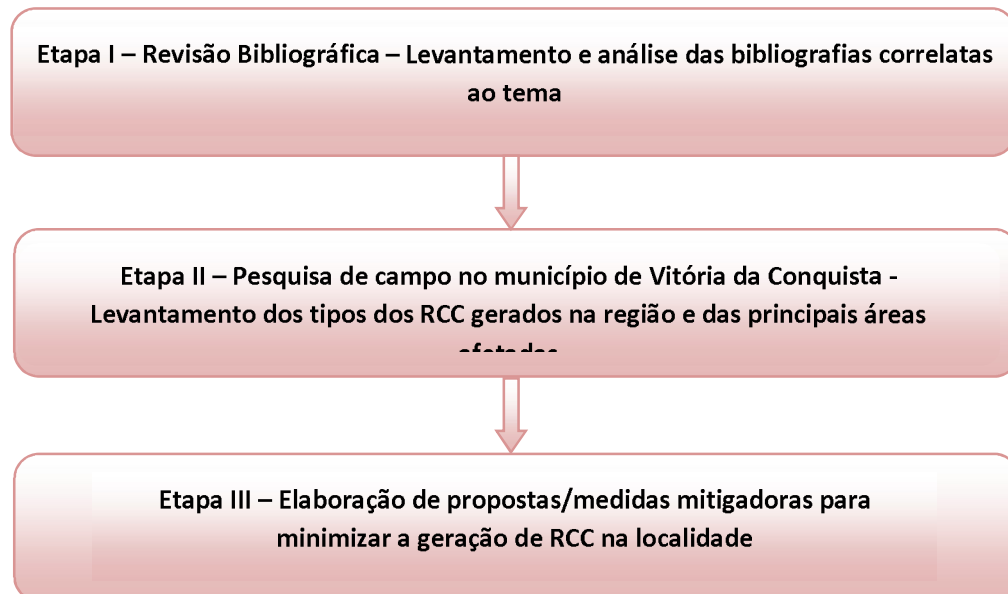 Etapa I – Revisão Bibliográfica – Levantamento e análise das bibliografias correlatas
ao tema
Etapa II – Pesquisa de campo no município de Vitória da Conquista -
Levantamento dos tipos dos RCC gerados na região e das principais áreas
afetadas
Etapa III – Elaboração de propostas/medidas mitigadoras para
minimizar a geração de RCC na localidade